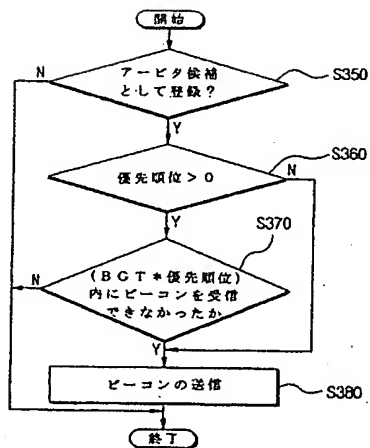 開始
N
アービタ候補
として登録?
S350
Y
S360
優先順位>0
N
Y
S370
N
(BGT*優先順位)
内にビーコンを受信
できなかったか
Y
ビーコンの送信
S380
終了